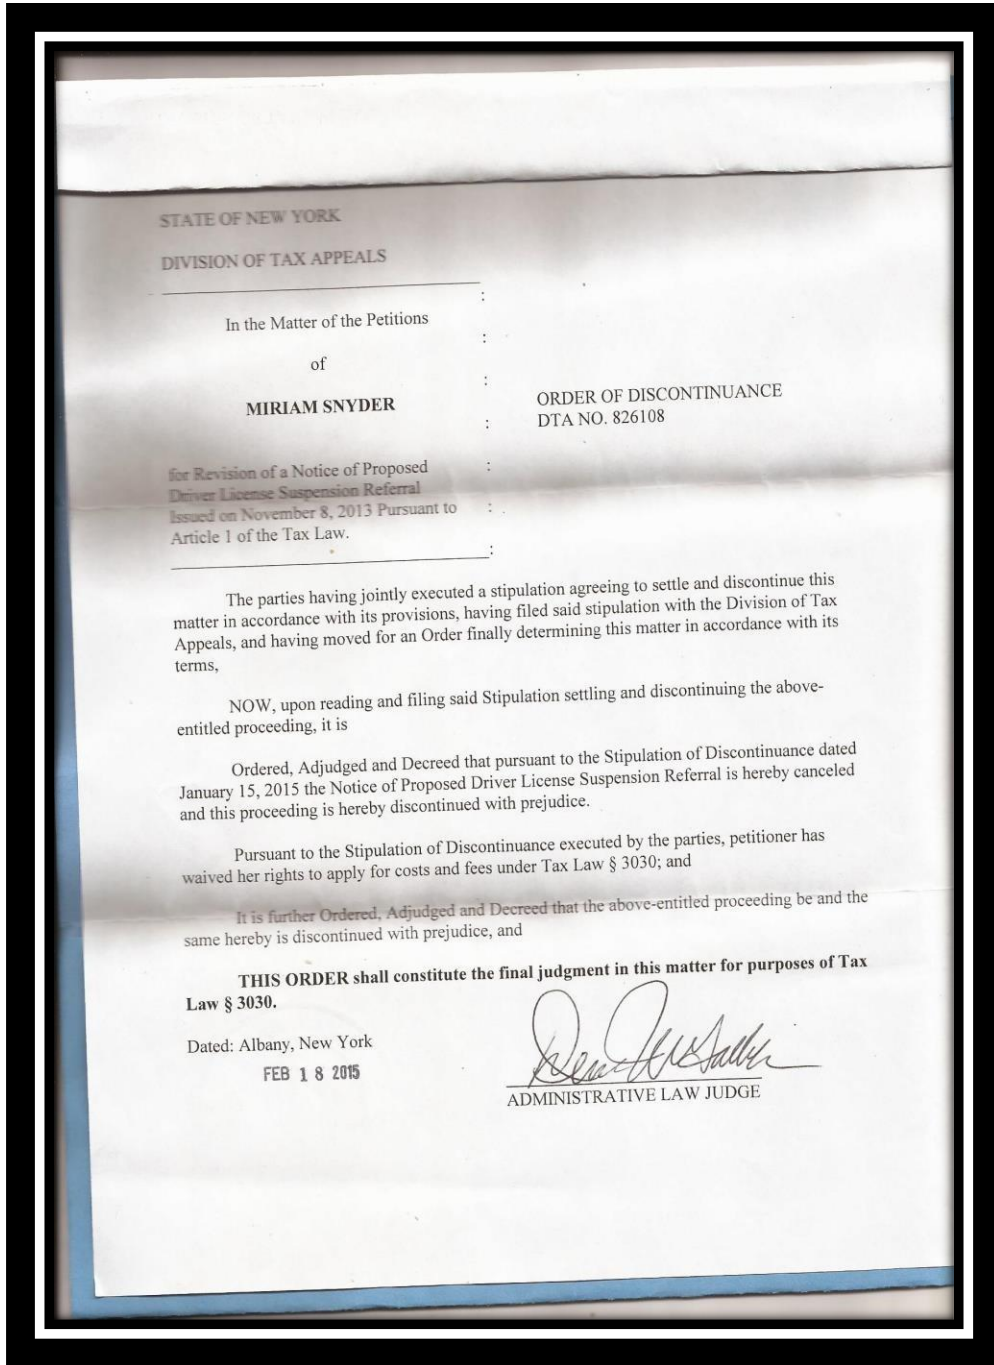 STATE OF NEW YORK
DIVISION OF TAX APPEALS
:
In the Matter of the Petitions
:
of
:
MIRIAM SNYDER
ORDER OF DISCONTINUANCE
: DTA NO. 826108
for Revision of a Notice of Proposed :
Driver License Suspension Referral
Issued on November 8, 2013 Pursuant to :
Article 1 of the Tax Law.
:
The parties having jointly executed a stipulation agreeing to settle and discontinue this
matter in accordance with its provisions, having filed said stipulation with the Division of Tax
Appeals, and having moved for an Order finally determining this matter in accordance with its
terms,
NOW, upon reading and filing said Stipulation settling and discontinuing the above-
entitled proceeding, it is
Ordered, Adjudged and Decreed that pursuant to the Stipulation of Discontinuance dated
January 15, 2015 the Notice of Proposed Driver License Suspension Referral is hereby canceled
and this proceeding is hereby discontinued with prejudice.
Pursuant to the Stipulation of Discontinuance executed by the parties, petitioner has
waived her rights to apply for costs and fees under Tax Law § 3030; and
It is further Ordered, Adjudged and Decreed that the above-entitled proceeding be and the
same hereby is discontinued with prejudice, and
THIS ORDER shall constitute the final judgment in this matter for purposes of Tax
Law § 3030.
Dated: Albany, New York
FEB 18 2015
ADMINISTRATIVE LAW JUDGE